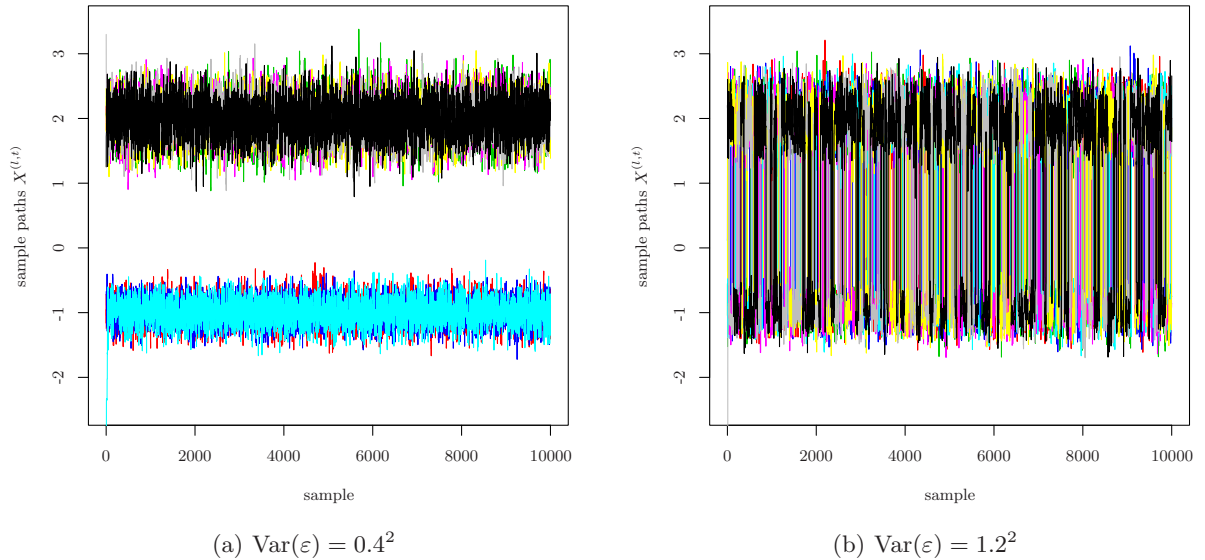 3
2
1
0
-1
-2
sample paths X^(l,t)
0 2000 4000 6000 8000 10000
sample
(a) Var(ε) = 0.4²
3
2
1
0
-1
-2
sample paths X^(l,t)
0 2000 4000 6000 8000 10000
sample
(b) Var(ε) = 1.2²